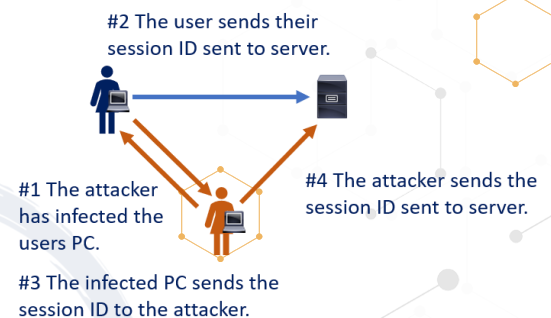 #2 The user sends their
session ID sent to server.
#1 The attacker
has infected the
users PC.
#4 The attacker sends the
session ID sent to server.
#3 The infected PC sends the
session ID to the attacker.